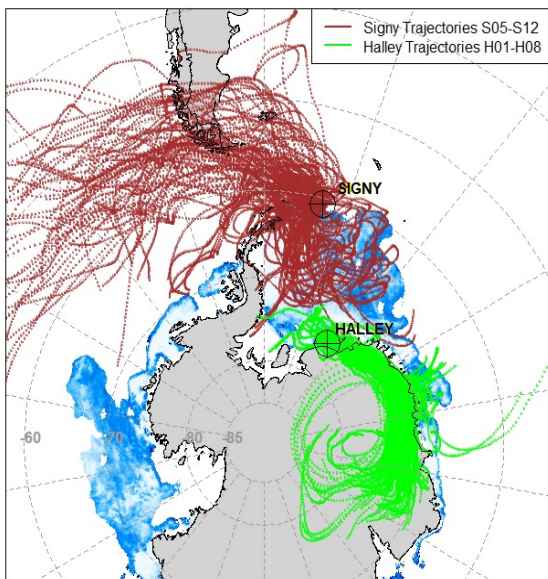 Signy Trajectories S05-S12
Halley Trajectories H01-H08
SIGNY
HALLEY
-60 -70 -80 -85